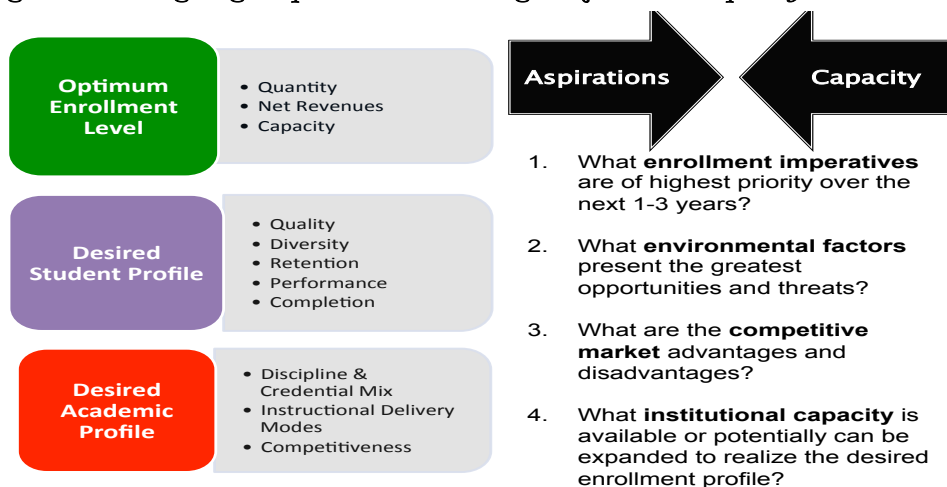 Optimum
Enrollment
Level
• Quantity
• Net Revenues
• Capacity
Desired
Student Profile
• Quality
• Diversity
• Retention
• Performance
• Completion
Desired
Academic
Profile
• Discipline &
Credential Mix
• Instructional Delivery
Modes
• Competitiveness
Aspirations
Capacity
1. What enrollment imperatives
are of highest priority over the
next 1-3 years?
2. What environmental factors
present the greatest
opportunities and threats?
3. What are the competitive
market advantages and
disadvantages?
4. What institutional capacity is
available or potentially can be
expanded to realize the desired
enrollment profile?